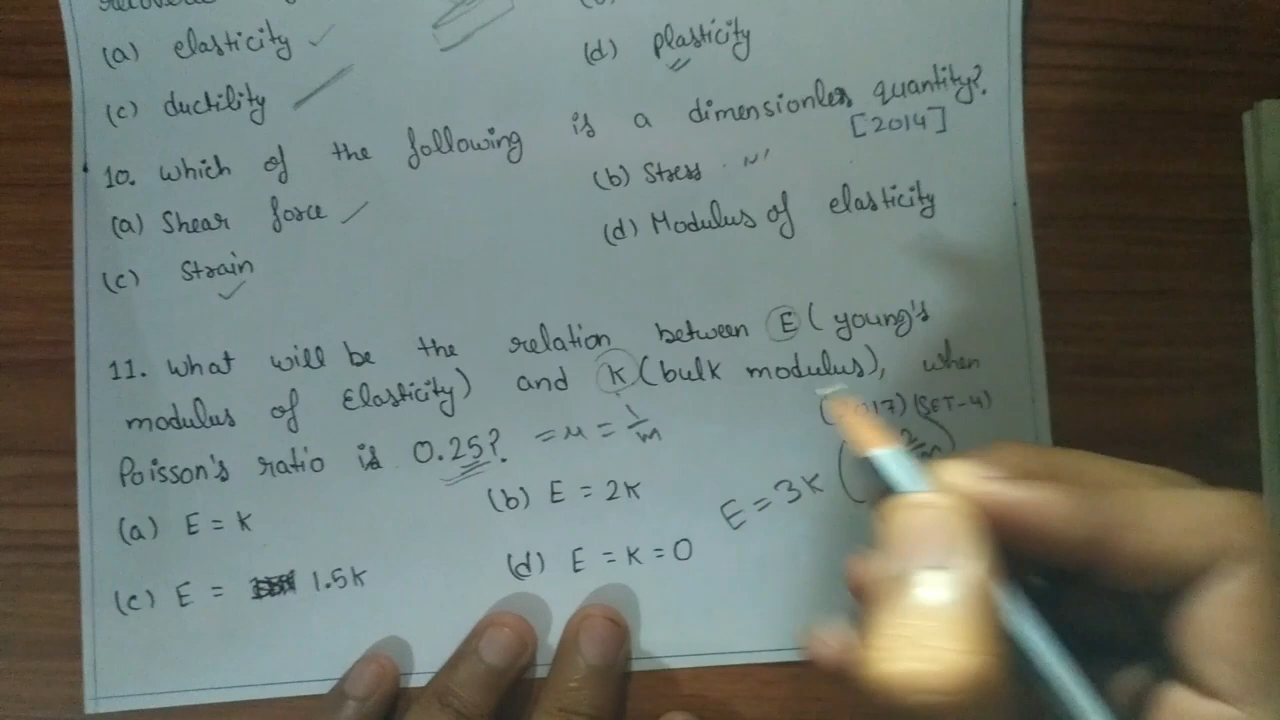 (a) elasticity
(d) plasticity
(c) ductility
10. which of the following is a dimensionles quantity?
[2014]
(a) Shear force
(b) Stress
(c) Strain
(d) Modulus of elasticity
11. what will be the relation between E (young's
modulus of Elasticity) and K (bulk modulus), when
(SET-4)
Poisson's ratio is 0.25? = μ = 1/m
(a) E = K
(b) E = 2K
E = 3K (
(c) E = 1.5K
(d) E = K = 0